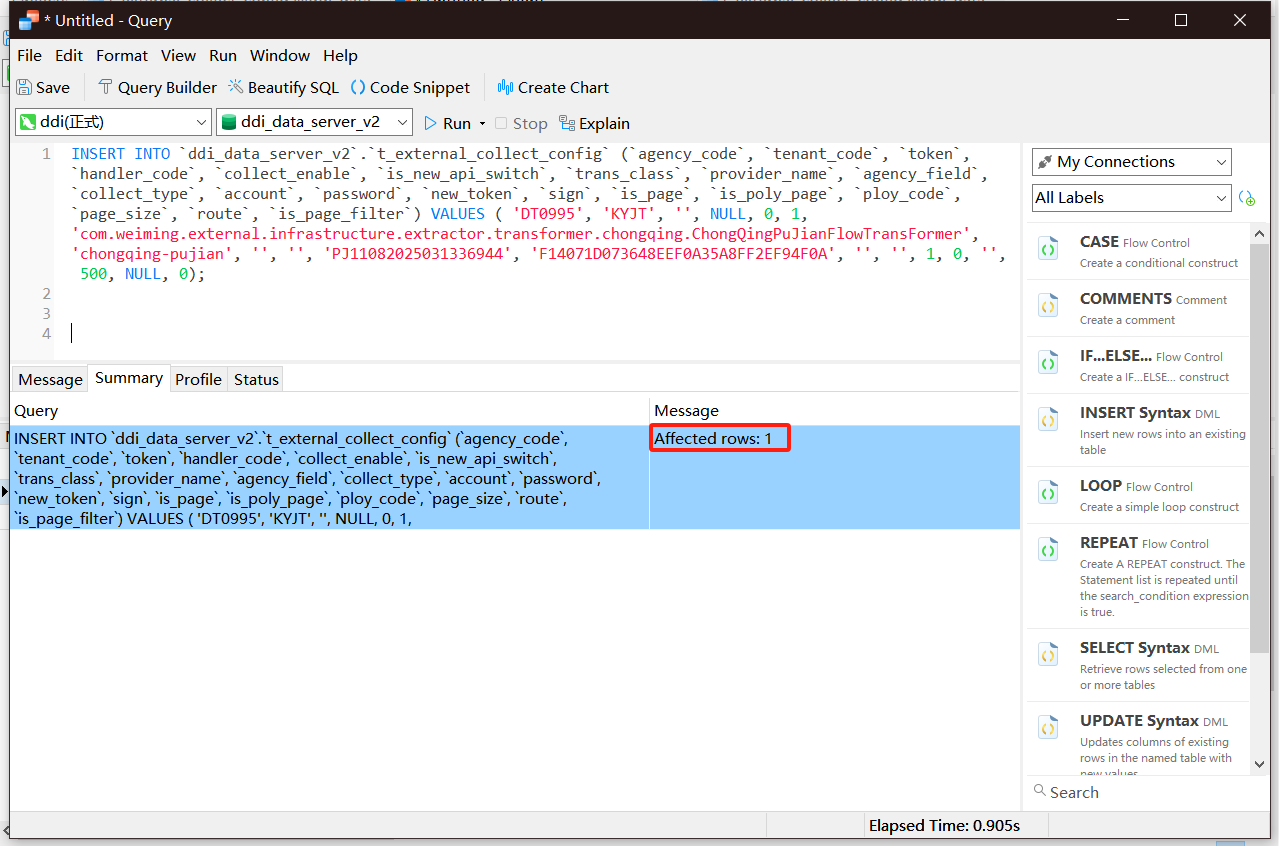 * Untitled - Query
File Edit Format View Run Window Help
Save Query Builder Beautify SQL Code Snippet Create Chart
ddi(正式) ddi_data_server_v2 Run Stop Explain
1 INSERT INTO `ddi_data_server_v2`.`t_external_collect_config` (`agency_code`, `tenant_code`, `token`,
`handler_code`, `collect_enable`, `is_new_api_switch`, `trans_class`, `provider_name`, `agency_field`,
`collect_type`, `account`, `password`, `new_token`, `sign`, `is_page`, `is_poly_page`, `ploy_code`,
`page_size`, `route`, `is_page_filter`) VALUES ( 'DT0995', 'KYJT', '', NULL, 0, 1,
'com.weiming.external.infrastructure.extractor.transformer.chongqing.ChongQingPuJianFlowTransFormer',
'chongqing-pujian', '', '', 'PJ11082025031336944', 'F14071D073648EEF0A35A8FF2EF94F0A', '', '', 1, 0, '',
500, NULL, 0);
2
3
4
Message Summary Profile Status
Query Message
INSERT INTO `ddi_data_server_v2`.`t_external_collect_config` (`agency_code`,
`tenant_code`, `token`, `handler_code`, `collect_enable`, `is_new_api_switch`,
`trans_class`, `provider_name`, `agency_field`, `collect_type`, `account`, `password`,
`new_token`, `sign`, `is_page`, `is_poly_page`, `ploy_code`, `page_size`, `route`,
`is_page_filter`) VALUES ( 'DT0995', 'KYJT', '', NULL, 0, 1,
Affected rows: 1
My Connections
All Labels
CASE Flow Control
Create a conditional construct
COMMENTS Comment
Create a comment
IF...ELSE... Flow Control
Create a IF...ELSE... construct
INSERT Syntax DML
Insert new rows into an existing
table
LOOP Flow Control
Create a simple loop construct
REPEAT Flow Control
Create A REPEAT construct. The
Statement list is repeated until
the search_condition expression
is true.
SELECT Syntax DML
Retrieve rows selected from one
or more tables
UPDATE Syntax DML
Updates columns of existing
rows in the named table with
new values
Search
Elapsed Time: 0.905s